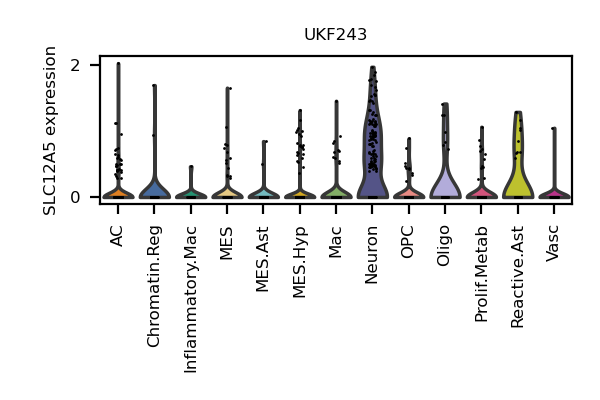 UKF243
SLC12A5 expression
2
0
AC
Chromatin.Reg
Inflammatory.Mac
MES
MES.Ast
MES.Hyp
Mac
Neuron
OPC
Oligo
Prolif.Metab
Reactive.Ast
Vasc